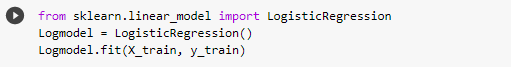 from sklearn.linear_model import LogisticRegression
Logmodel = LogisticRegression()
Logmodel.fit(X_train, y_train)